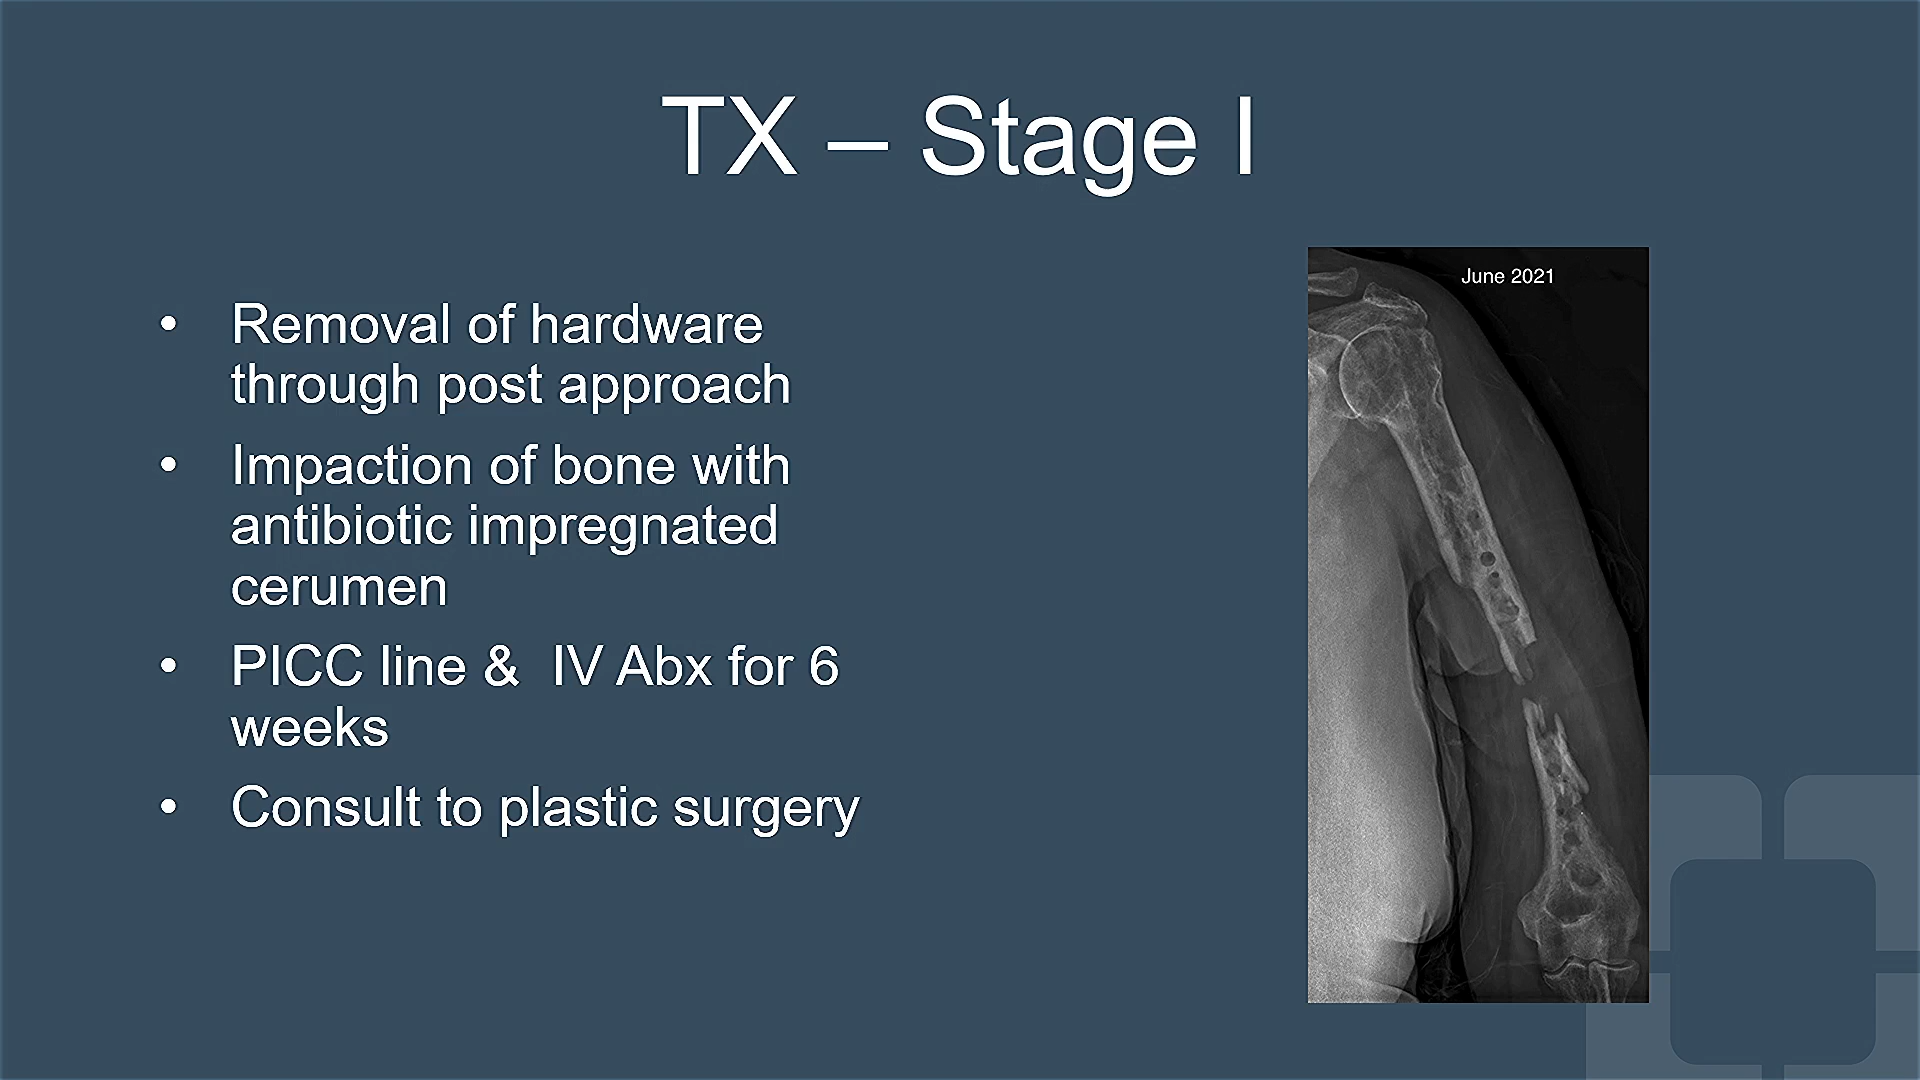 TX – Stage I
June 2021
• Removal of hardware
through post approach
• Impaction of bone with
antibiotic impregnated
cerumen
• PICC line &  IV Abx for 6
weeks
• Consult to plastic surgery